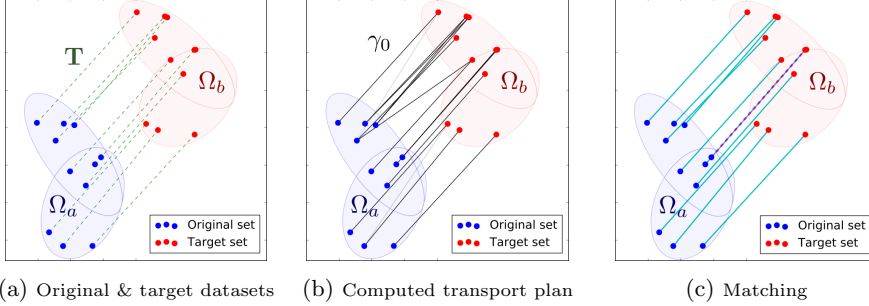 T
Ω_b
Ω_a
Original set
Target set
γ_0
Ω_b
Ω_a
Original set
Target set
Ω_b
Ω_a
Original set
Target set
(a) Original & target datasets
(b) Computed transport plan
(c) Matching